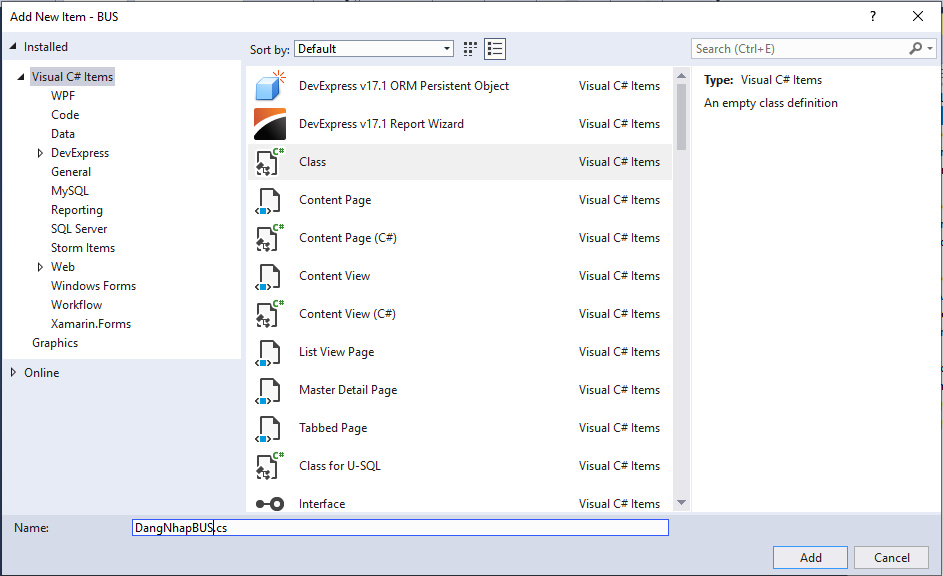 Add New Item - BUS
?
Installed
Sort by: Default
Search (Ctrl+E)
Visual C# Items
WPF
Code
Data
DevExpress
General
MySQL
Reporting
SQL Server
Storm Items
Web
Windows Forms
Workflow
Xamarin.Forms
Graphics
Online
DevExpress v17.1 ORM Persistent Object Visual C# Items
DevExpress v17.1 Report Wizard Visual C# Items
C# Class Visual C# Items
Content Page Visual C# Items
C# Content Page (C#) Visual C# Items
Content View Visual C# Items
C# Content View (C#) Visual C# Items
List View Page Visual C# Items
Master Detail Page Visual C# Items
Tabbed Page Visual C# Items
C# Class for U-SQL Visual C# Items
Interface Visual C# Items
Type: Visual C# Items
An empty class definition
Name: DangNhapBUS.cs
Add Cancel